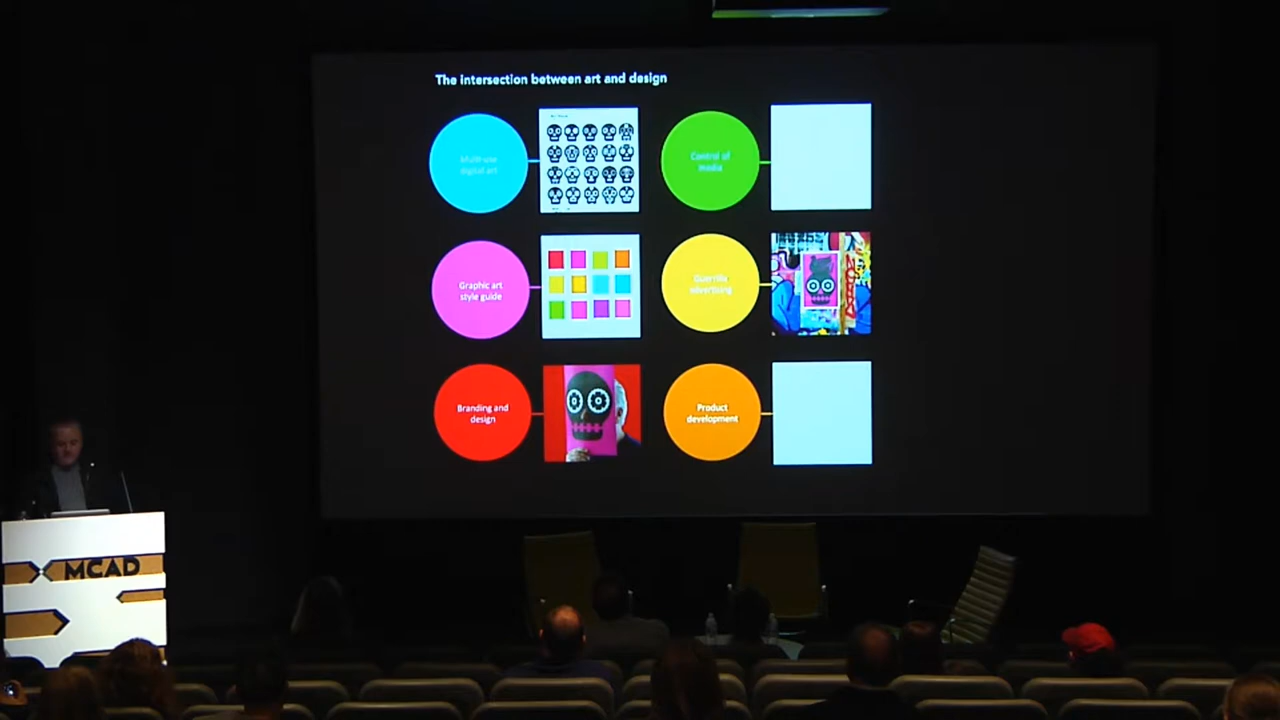 The intersection between art and design
Multi-use
digital art
Control of
media
Graphic art
style guide
Guerrilla
advertising
Branding and
design
Product
development
MCAD